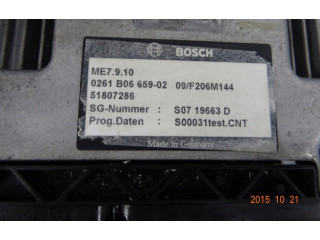 BOSCH
ME7.9.10
0261 B06 659-02 09/F206M144
51807286
SG-Nummer : S07 19663 D
Prog.Daten : S00031test.CNT
Made in Germany
2015 10 21